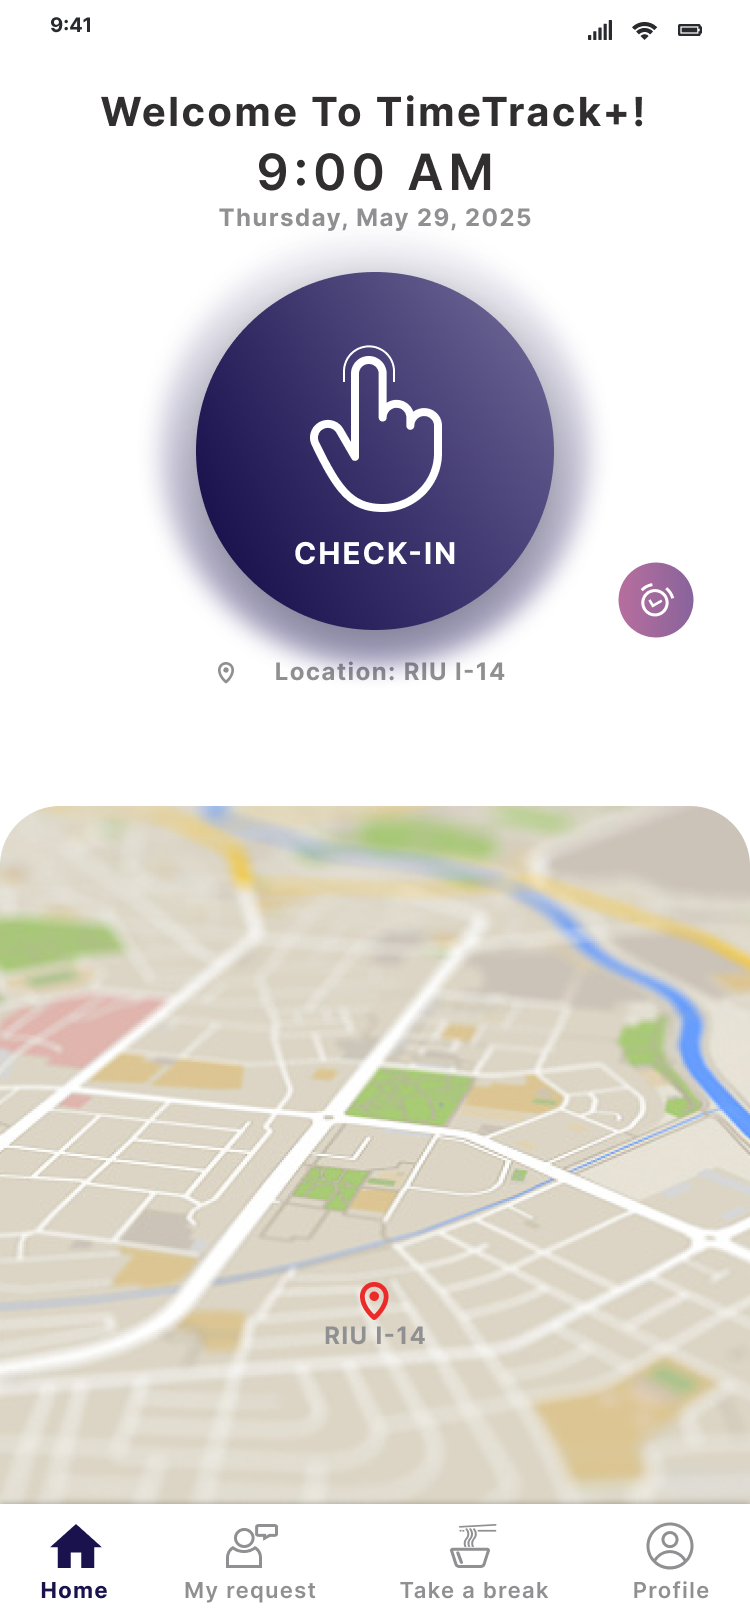 9:41
Welcome To TimeTrack+!
9:00 AM
Thursday, May 29, 2025
CHECK-IN
Location: RIU I-14
RIU I-14
Home
My request
Take a break
Profile